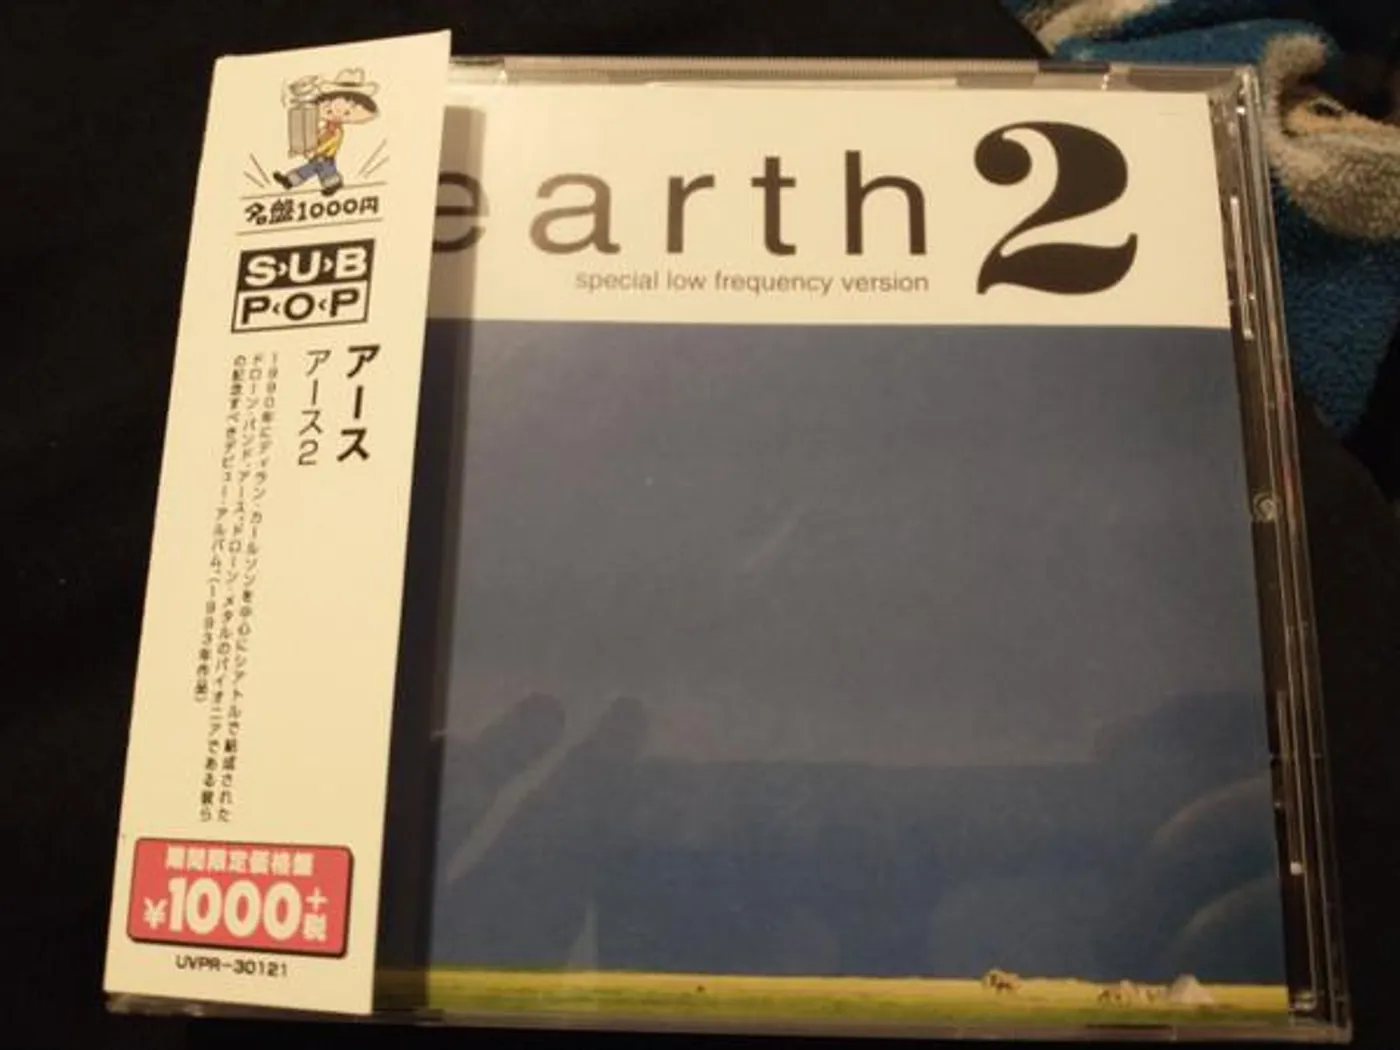 名盤1000円
SUB
POP
アース
アース2
1990年にディラン・カールソンを中心にシアトルで結成された
ドローン・バンド、アース。ドローン・メタルのパイオニアである彼ら
の記念すべきデビュー・アルバム。(1993年作品)
期間限定価格盤
¥1000+税
UVPR-30121
earth 2
special low frequency version